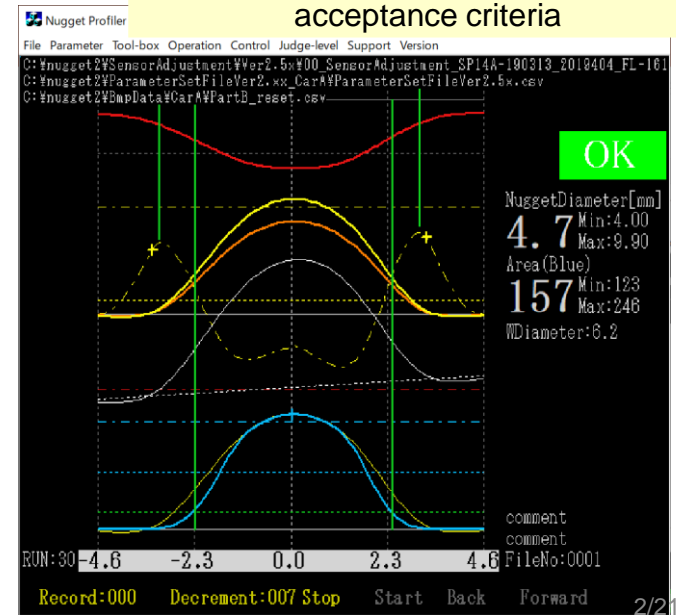 acceptance criteria
Nugget Profiler
File Parameter Tool-box Operation Control Judge-level Support Version
C:¥nugget2¥SensorAdjustment¥Ver2.5x¥00_SensorAdjustment_SP14A-190313_2019404_FL-161
C:¥nugget2¥ParameterSetFileVer2.xx_CarA¥ParameterSetFileVer2.5x.csv
C:¥nugget2¥BmpData¥CarA¥PartB_reset.csv
OK
NuggetDiameter[mm]
4.7 Min:4.00
Max:9.90
Area(Blue)
157 Min:123
Max:246
WDiameter:6.2
comment
comment
RUN:30 -4.6 -2.3 0.0 2.3 4.6 FileNo:0001
Record:000 Decrement:007 Stop Start Back Forward
2/21